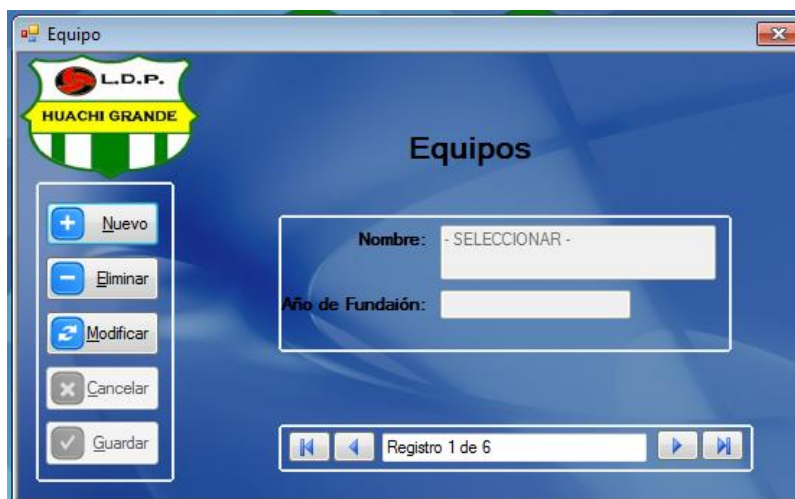 Equipo
L.D.P.
HUACHI GRANDE
Equipos
Nuevo
Eliminar
Modificar
Cancelar
Guardar
Nombre: - SELECCIONAR -
Año de Fundaión:
Registro 1 de 6